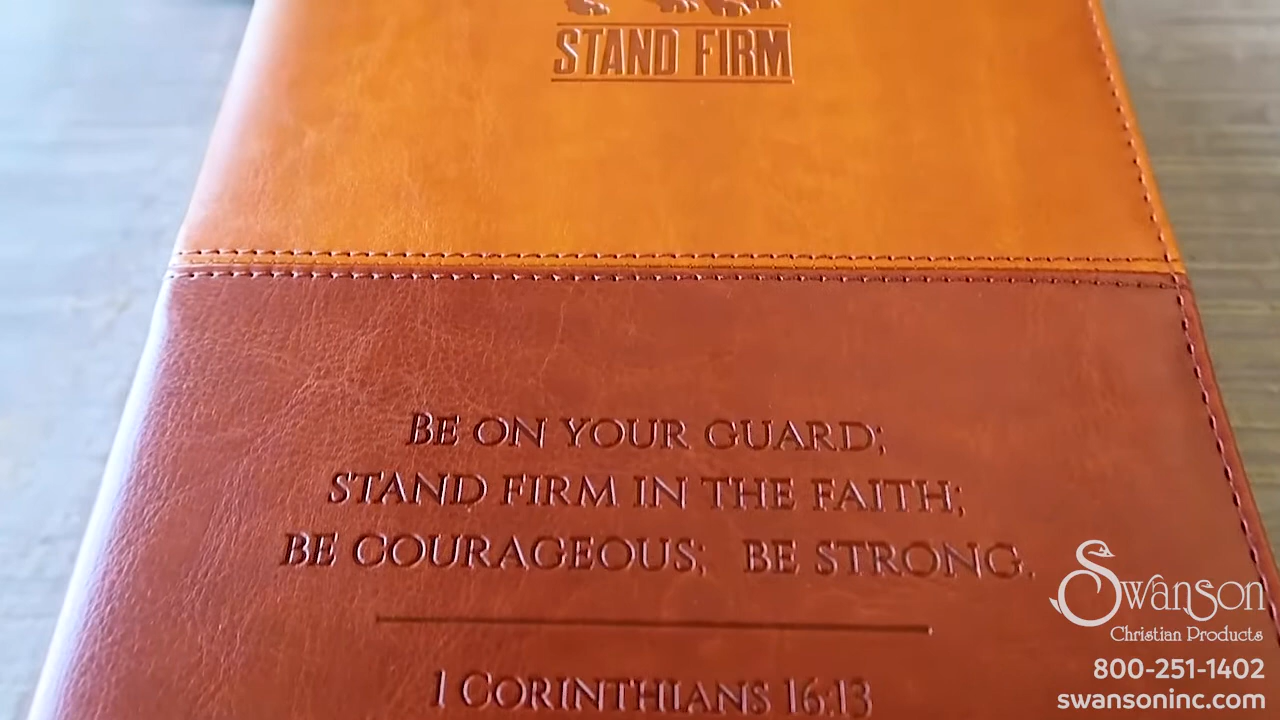 STAND FIRM
BE ON YOUR GUARD;
STAND FIRM IN THE FAITH;
BE COURAGEOUS; BE STRONG.
1 CORINTHIANS 16:13
Swanson
Christian Products
800-251-1402
swansoninc.com